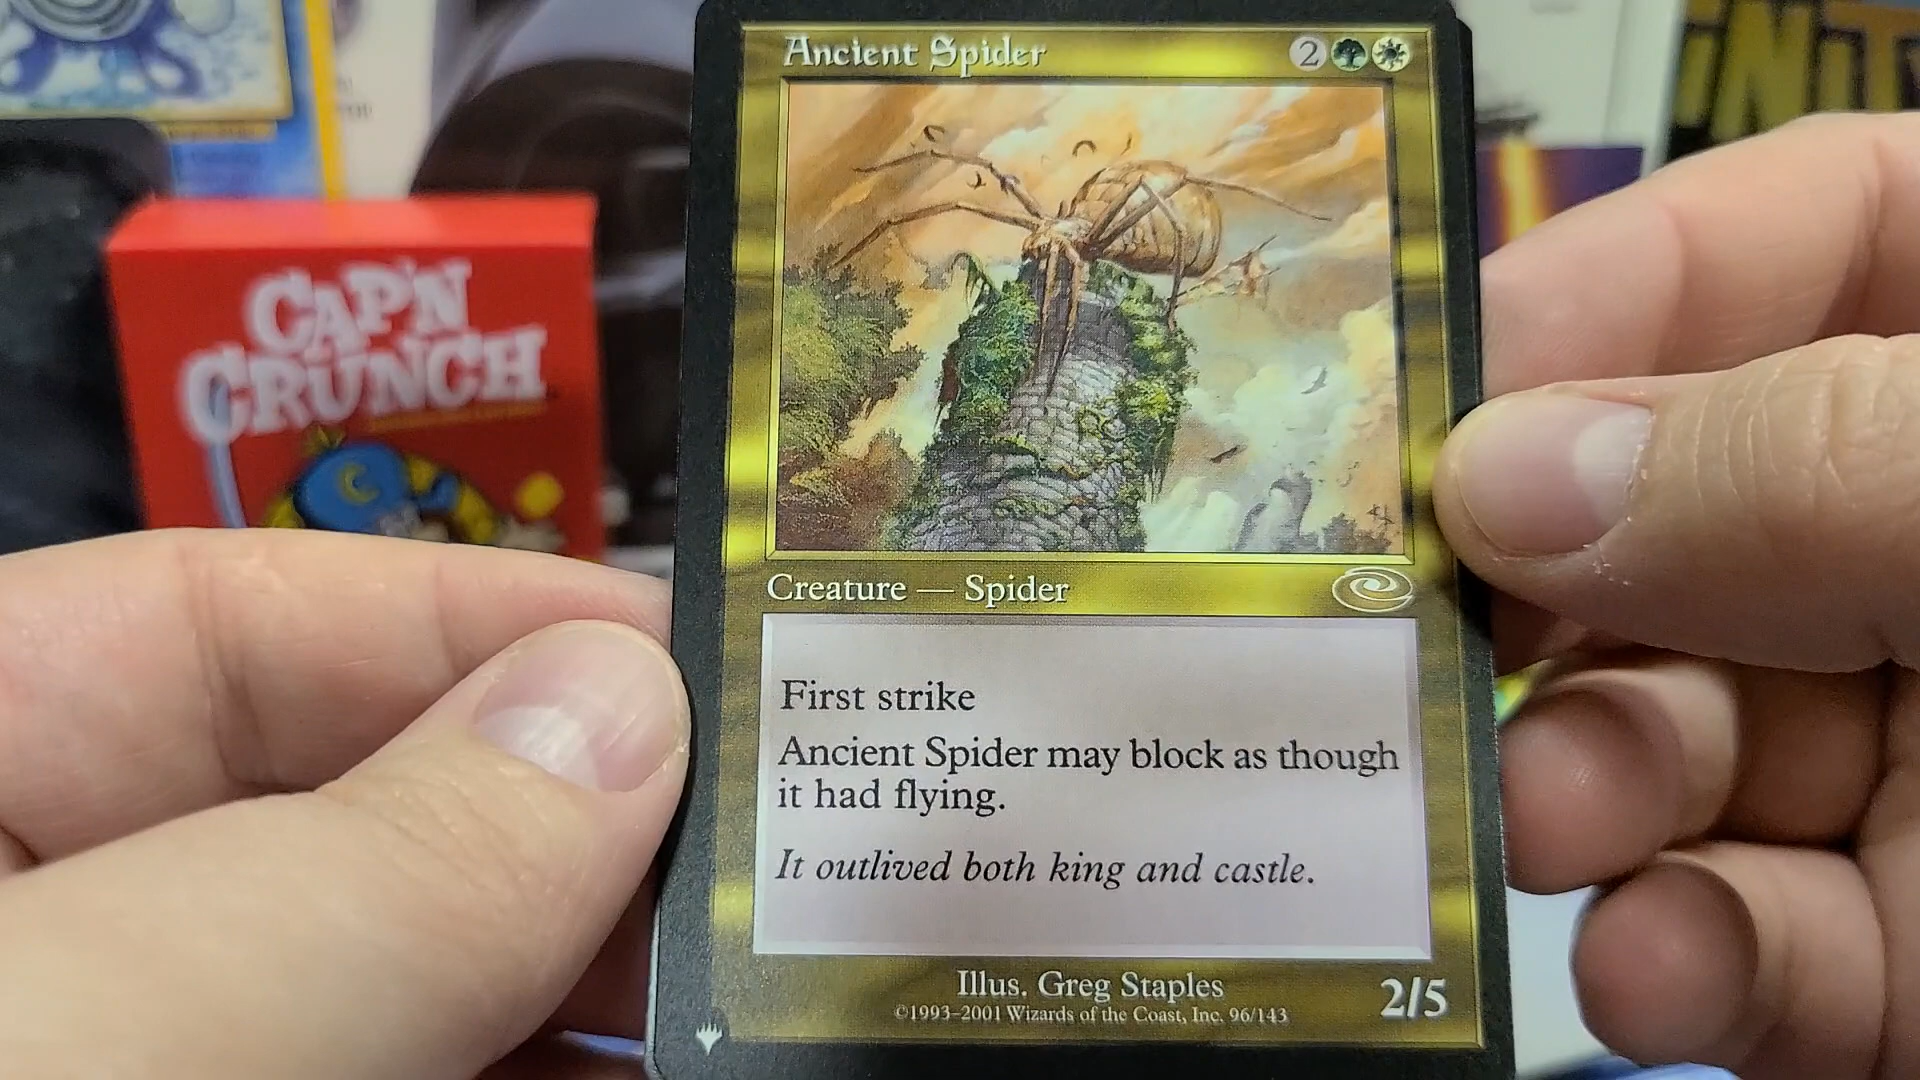 Ancient Spider 2
CAP'N
CRUNCH
Creature — Spider
First strike
Ancient Spider may block as though
it had flying.
It outlived both king and castle.
Illus. Greg Staples
2/5
©1993–2001 Wizards of the Coast, Inc. 96/143